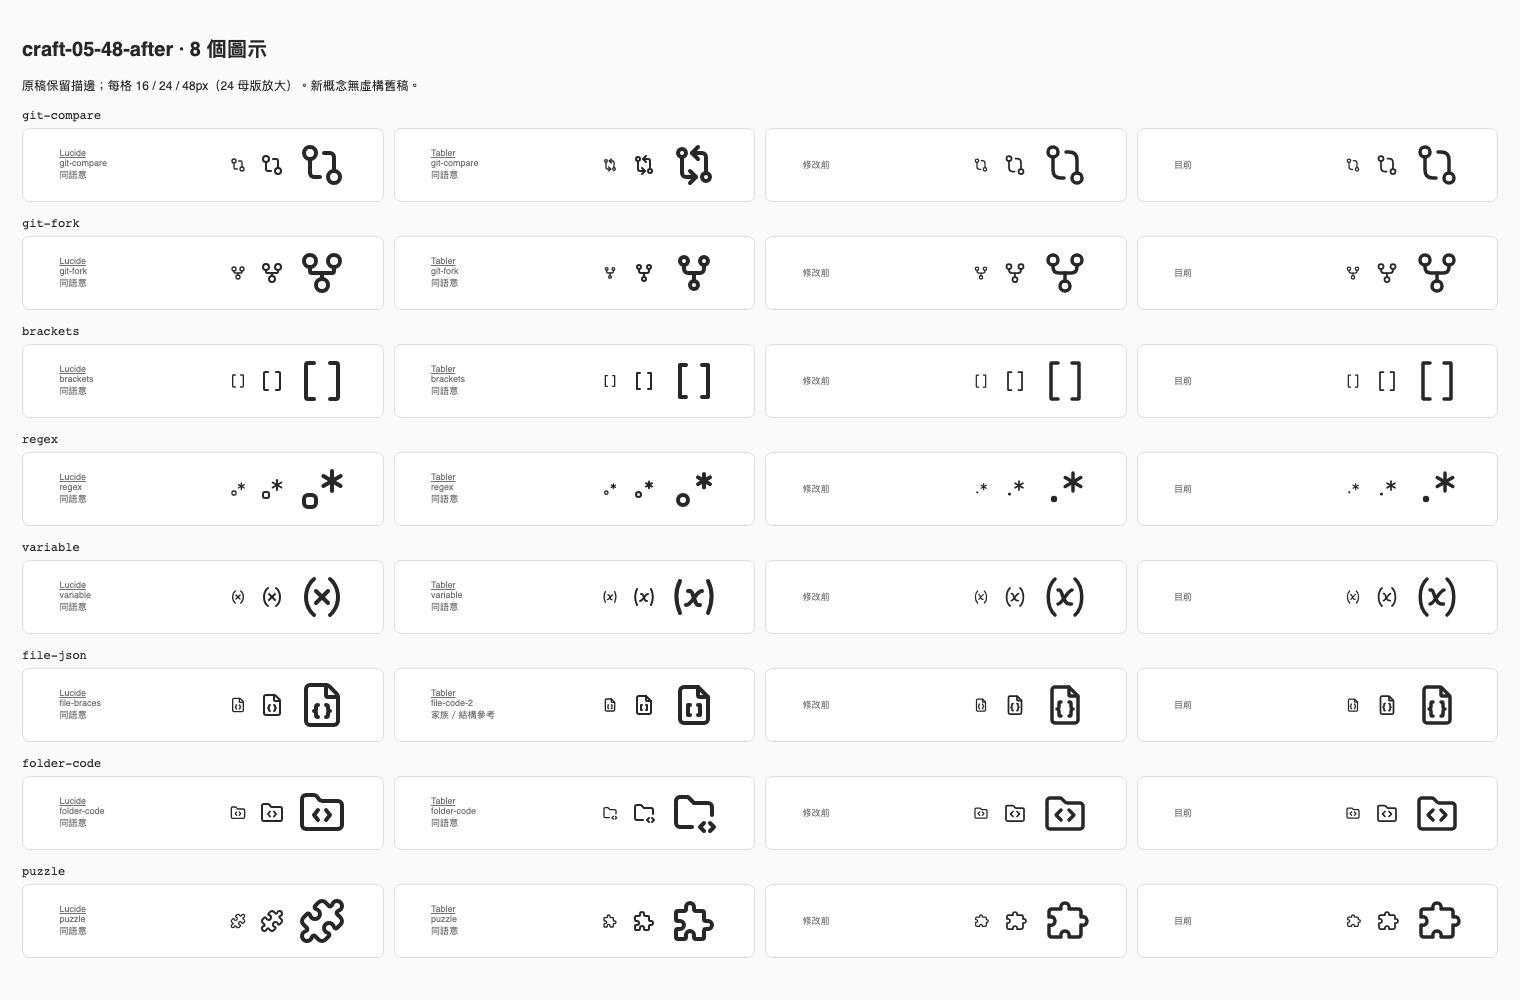 craft-05-48-after · 8 個圖示
原稿保留描邊；每格 16 / 24 / 48px（24 母版放大）。新概念無虛構舊稿。
git-compare
Lucide
git-compare
同語意
Tabler
git-compare
同語意
修改前
目前
git-fork
Lucide
git-fork
同語意
Tabler
git-fork
同語意
修改前
目前
brackets
Lucide
brackets
同語意
Tabler
brackets
同語意
修改前
目前
regex
Lucide
regex
同語意
Tabler
regex
同語意
修改前
目前
variable
Lucide
variable
同語意
Tabler
variable
同語意
修改前
目前
file-json
Lucide
file-braces
同語意
Tabler
file-code-2
家族 / 結構參考
修改前
目前
folder-code
Lucide
folder-code
同語意
Tabler
folder-code
同語意
修改前
目前
puzzle
Lucide
puzzle
同語意
Tabler
puzzle
同語意
修改前
目前